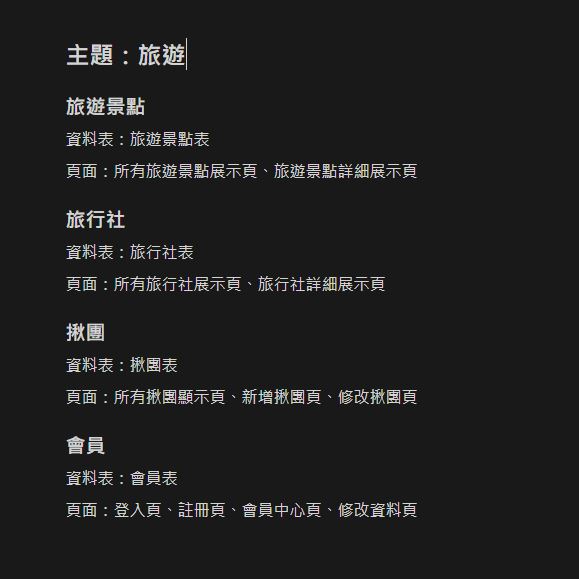 主題：旅遊
旅遊景點
資料表：旅遊景點表
頁面：所有旅遊景點展示頁、旅遊景點詳細展示頁
旅行社
資料表：旅行社表
頁面：所有旅行社展示頁、旅行社詳細展示頁
揪團
資料表：揪團表
頁面：所有揪團顯示頁、新增揪團頁、修改揪團頁
會員
資料表：會員表
頁面：登入頁、註冊頁、會員中心頁、修改資料頁